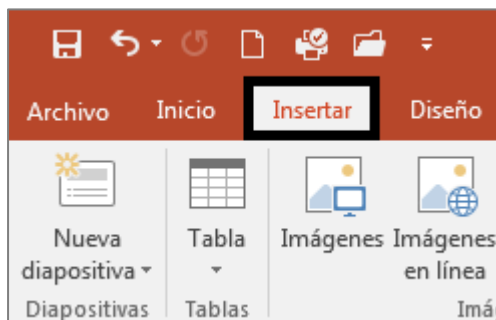 Archivo Inicio Insertar Diseño
Nueva diapositiva Tabla Imágenes Imágenes en línea
Diapositivas Tablas